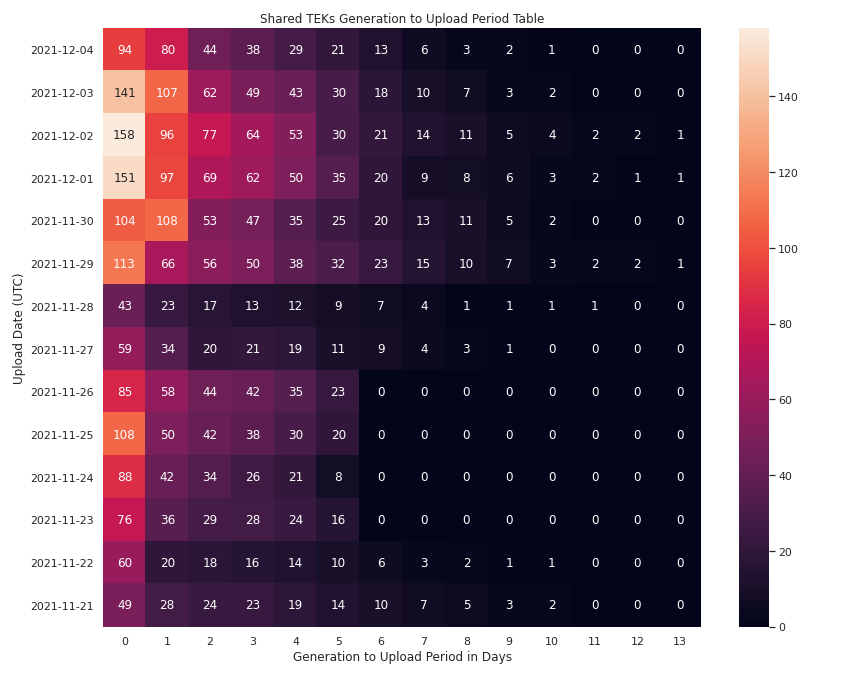 Shared TEKs Generation to Upload Period Table
2021-12-04 94 80 44 38 29 21 13 6 3 2 1 0 0 0
2021-12-03 141 107 62 49 43 30 18 10 7 3 2 0 0 0
2021-12-02 158 96 77 64 53 30 21 14 11 5 4 2 2 1
2021-12-01 151 97 69 62 50 35 20 9 8 6 3 2 1 1
2021-11-30 104 108 53 47 35 25 20 13 11 5 2 0 0 0
2021-11-29 113 66 56 50 38 32 23 15 10 7 3 2 2 1
2021-11-28 43 23 17 13 12 9 7 4 1 1 1 1 0 0
2021-11-27 59 34 20 21 19 11 9 4 3 1 0 0 0 0
2021-11-26 85 58 44 42 35 23 0 0 0 0 0 0 0 0
2021-11-25 108 50 42 38 30 20 0 0 0 0 0 0 0 0
2021-11-24 88 42 34 26 21 8 0 0 0 0 0 0 0 0
2021-11-23 76 36 29 28 24 16 0 0 0 0 0 0 0 0
2021-11-22 60 20 18 16 14 10 6 3 2 1 1 0 0 0
2021-11-21 49 28 24 23 19 14 10 7 5 3 2 0 0 0
0 1 2 3 4 5 6 7 8 9 10 11 12 13
Generation to Upload Period in Days
Upload Date (UTC)
140
120
100
80
60
40
20
0